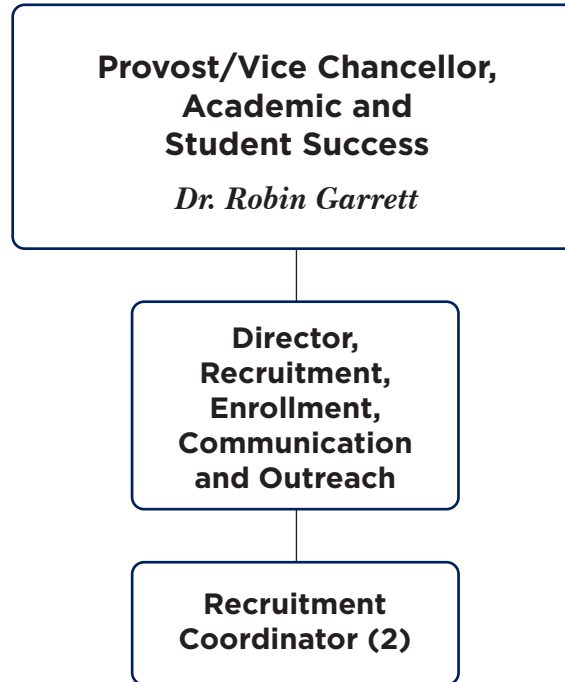 Provost/Vice Chancellor,
Academic and
Student Success
Dr. Robin Garrett
Director,
Recruitment,
Enrollment,
Communication
and Outreach
Recruitment
Coordinator (2)